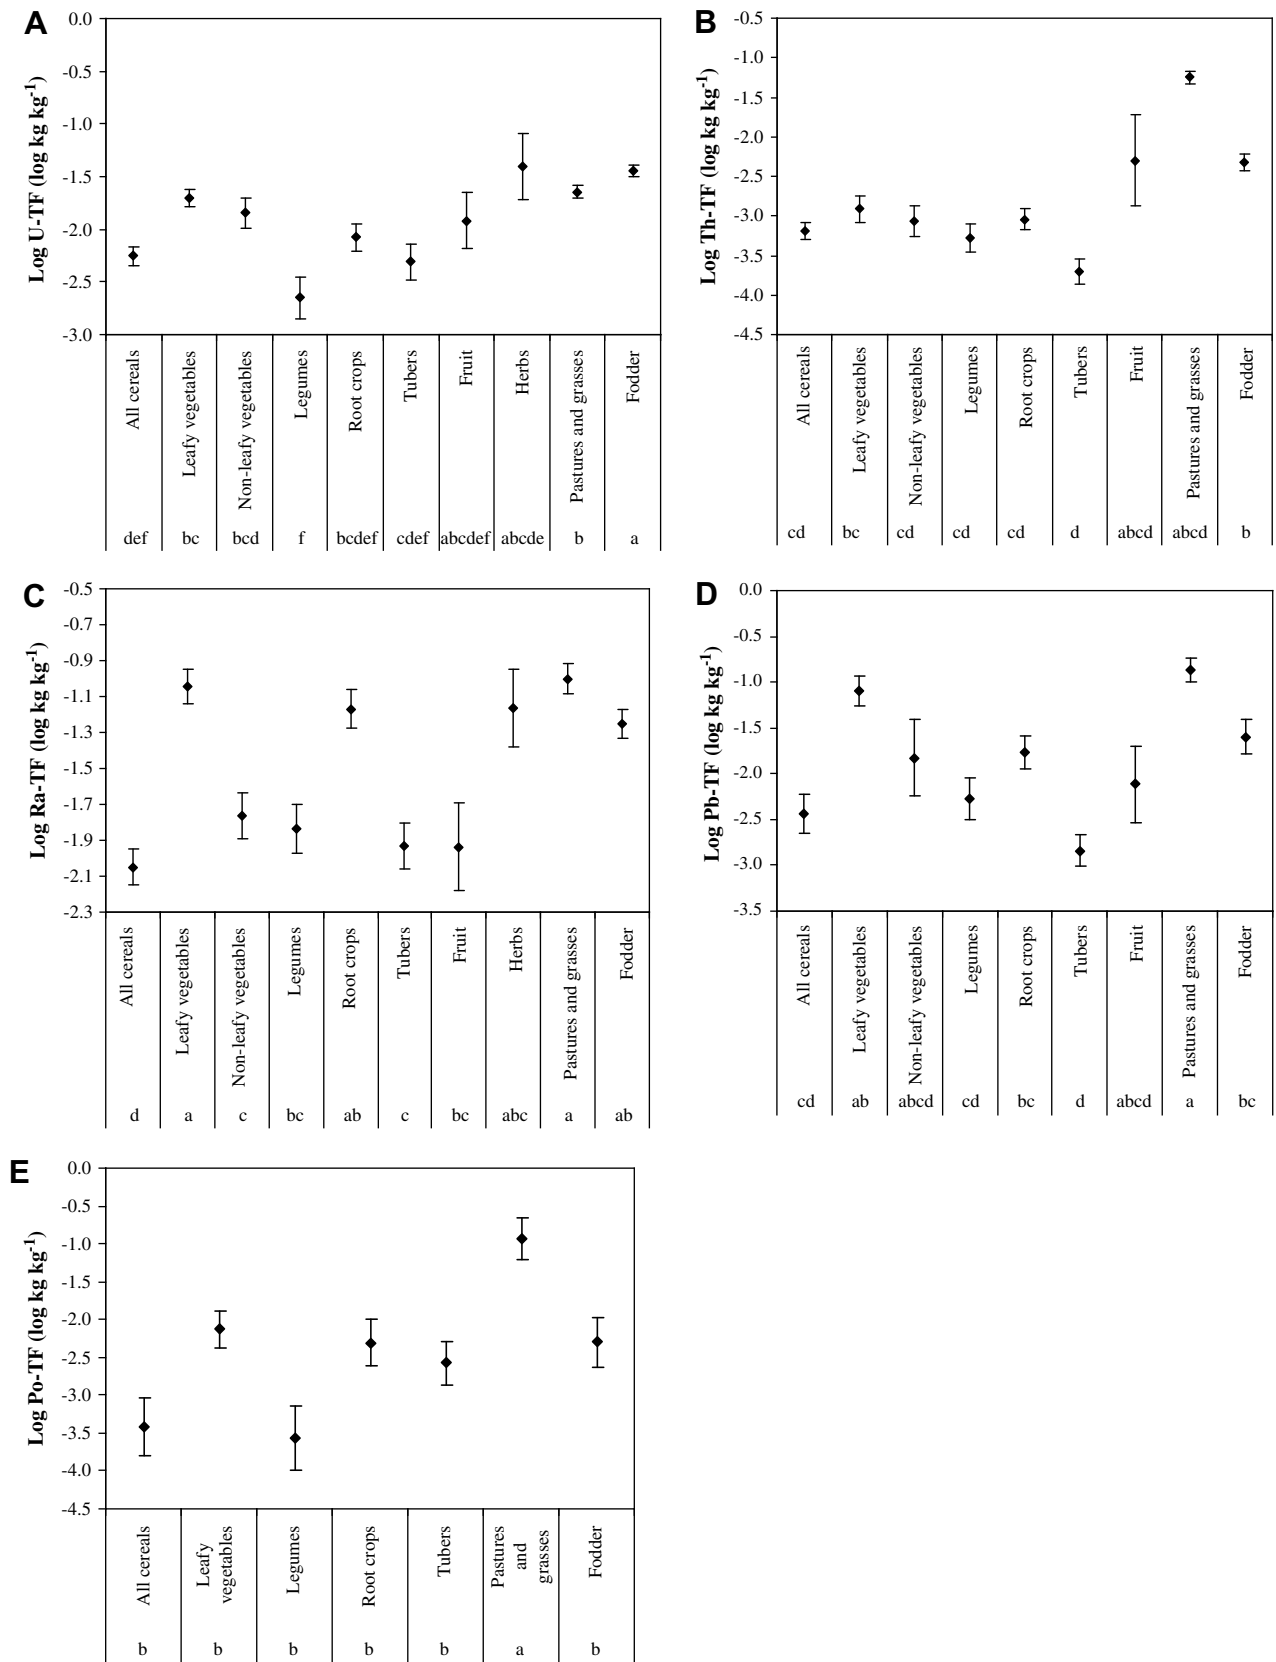 A
Log U-TF (log kg kg-1)
0.0
-0.5
-1.0
-1.5
-2.0
-2.5
-3.0
All cereals
Leafy vegetables
Non-leafy vegetables
Legumes
Root crops
Tubers
Fruit
Herbs
Pastures and grasses
Fodder
def bc bcd f bcdef cdef abcdef abcde b a
B
Log Th-TF (log kg kg-1)
-0.5
-1.0
-1.5
-2.0
-2.5
-3.0
-3.5
-4.0
-4.5
All cereals
Leafy vegetables
Non-leafy vegetables
Legumes
Root crops
Tubers
Fruit
Pastures and grasses
Fodder
cd bc cd cd cd d abcd abcd b
C
Log Ra-TF (log kg kg-1)
-0.5
-0.7
-0.9
-1.1
-1.3
-1.5
-1.7
-1.9
-2.1
-2.3
All cereals
Leafy vegetables
Non-leafy vegetables
Legumes
Root crops
Tubers
Fruit
Herbs
Pastures and grasses
Fodder
d a c bc ab c bc abc a ab
D
Log Pb-TF (log kg kg-1)
0.0
-0.5
-1.0
-1.5
-2.0
-2.5
-3.0
-3.5
All cereals
Leafy vegetables
Non-leafy vegetables
Legumes
Root crops
Tubers
Fruit
Pastures and grasses
Fodder
cd ab abcd cd bc d abcd a bc
E
Log Po-TF (log kg kg-1)
0.0
-0.5
-1.0
-1.5
-2.0
-2.5
-3.0
-3.5
-4.0
-4.5
All cereals
Leafy
vegetables
Legumes
Root crops
Tubers
Pastures
and
grasses
Fodder
b b b b b a b